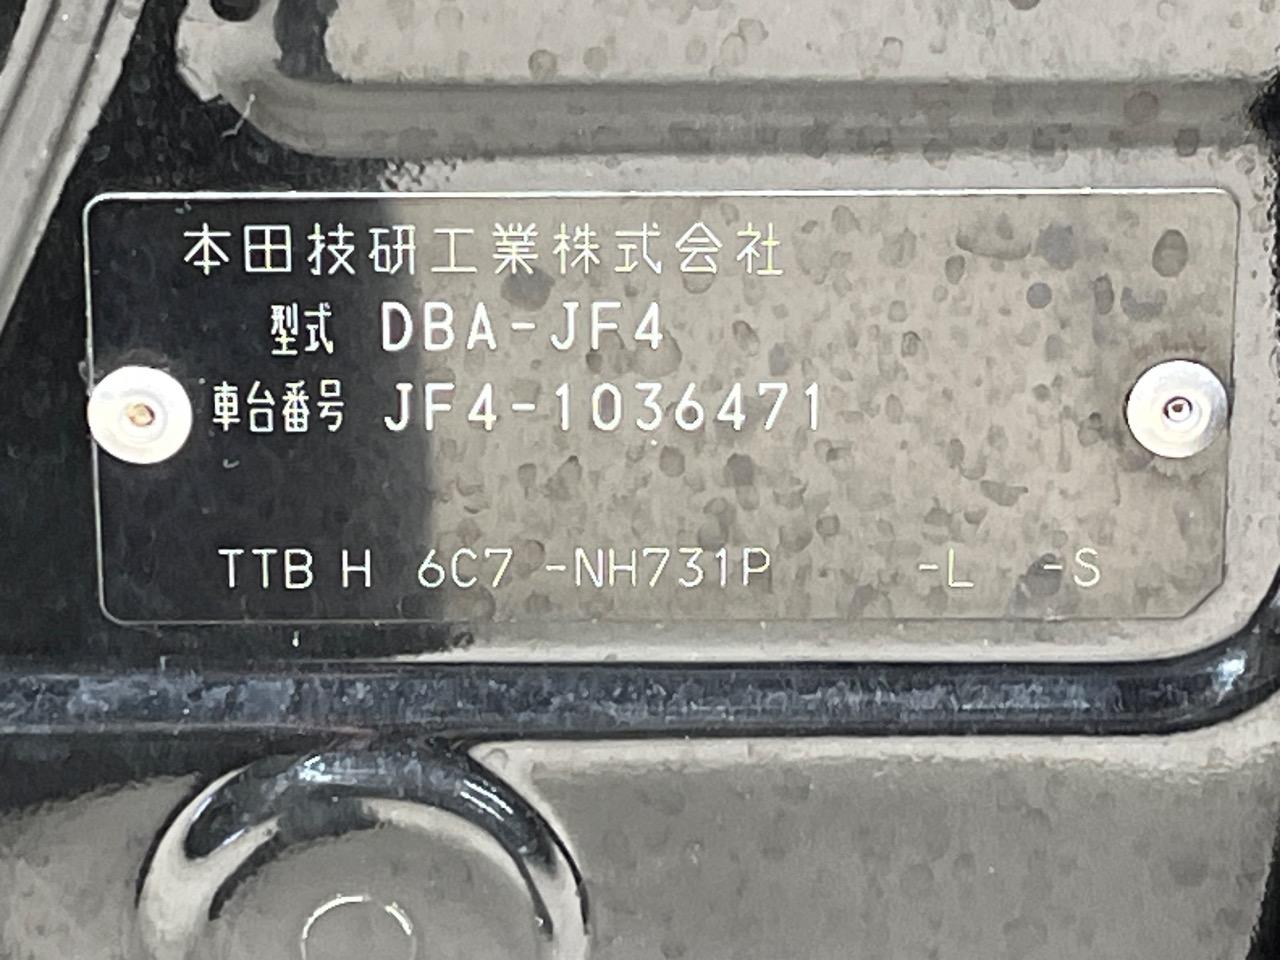 本田技研工業株式会社
型式 DBA-JF4
車台番号 JF4-1036471
TTB H 6C7 -NH731P -L -S